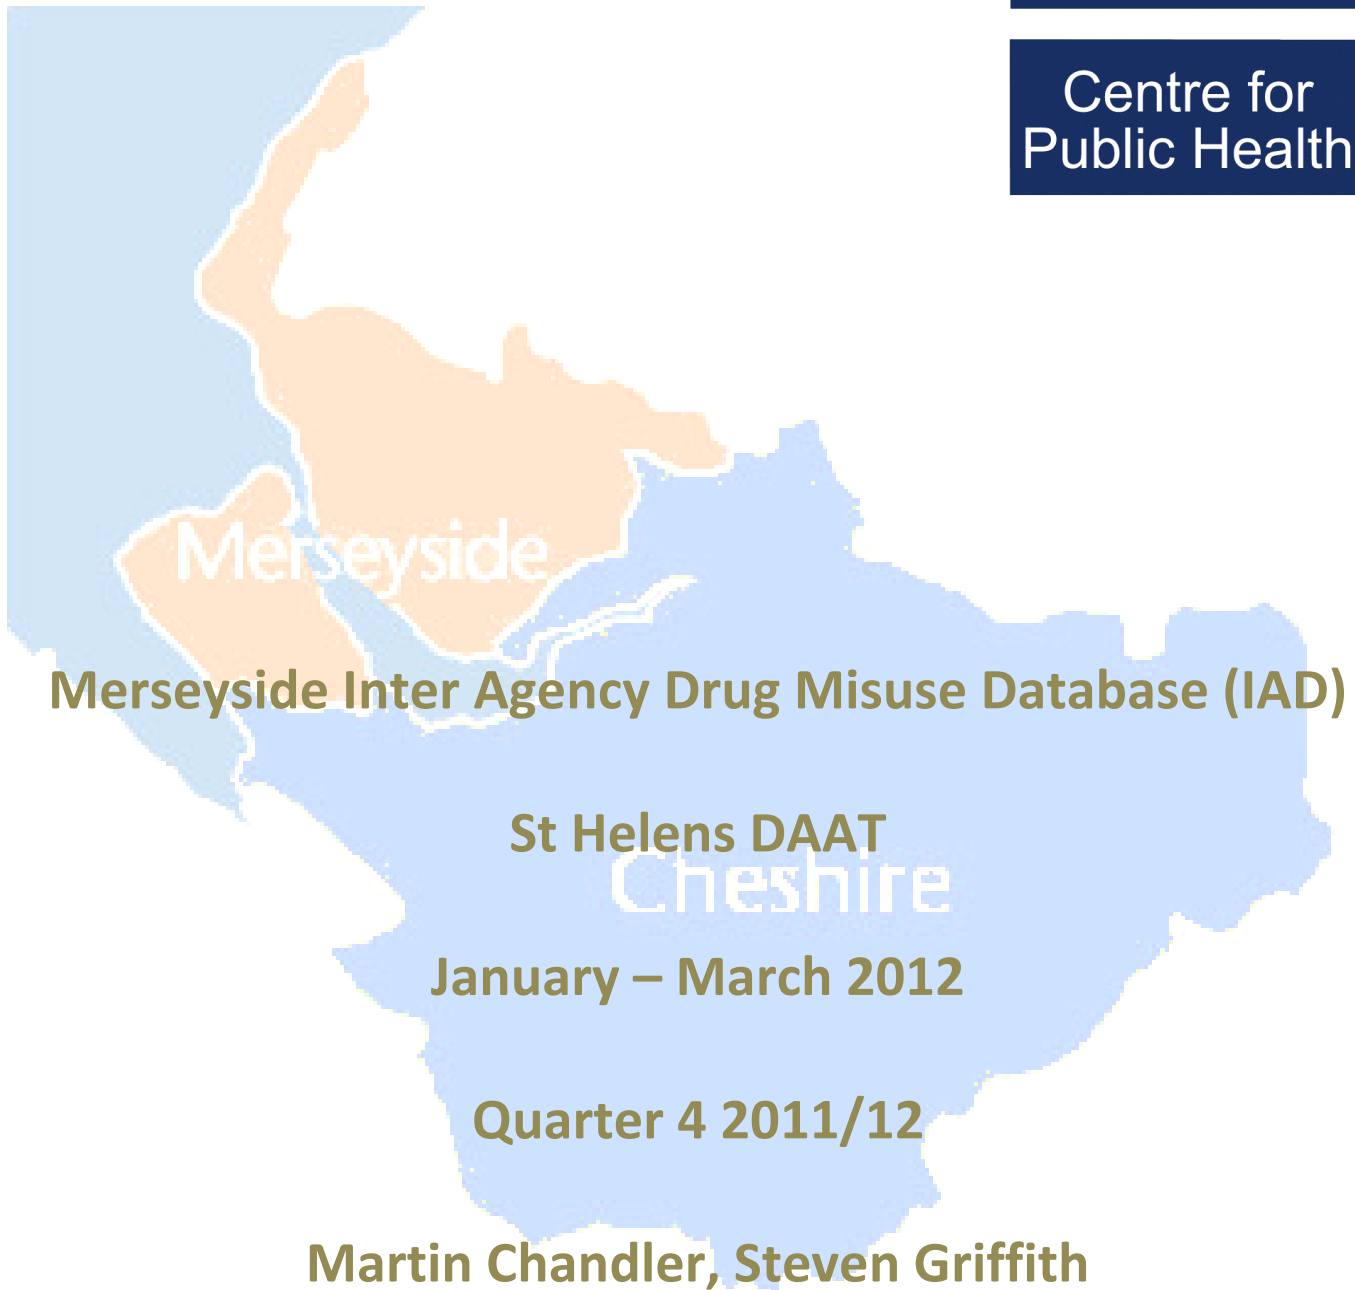 Centre for
Public Health
Merseyside
Merseyside Inter Agency Drug Misuse Database (IAD)
St Helens DAAT
Cheshire
January – March 2012
Quarter 4 2011/12
Martin Chandler, Steven Griffith